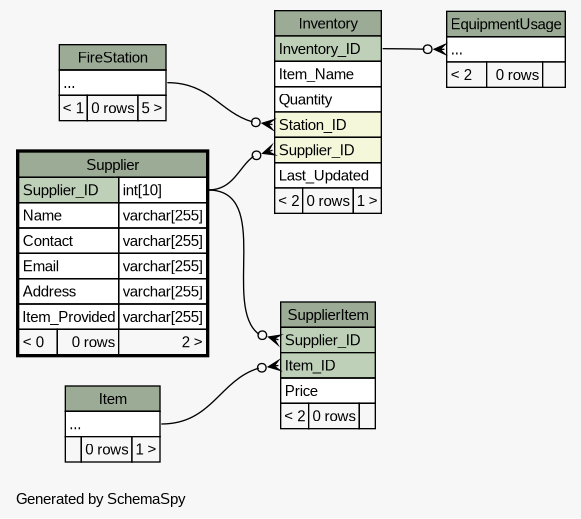 Inventory
Inventory_ID
Item_Name
Quantity
Station_ID
Supplier_ID
Last_Updated
< 2 0 rows 1 >
EquipmentUsage
...
< 2 0 rows
FireStation
...
< 1 0 rows 5 >
Supplier
Supplier_ID int[10]
Name varchar[255]
Contact varchar[255]
Email varchar[255]
Address varchar[255]
Item_Provided varchar[255]
< 0 0 rows 2 >
SupplierItem
Supplier_ID
Item_ID
Price
< 2 0 rows
Item
...
0 rows 1 >
Generated by SchemaSpy